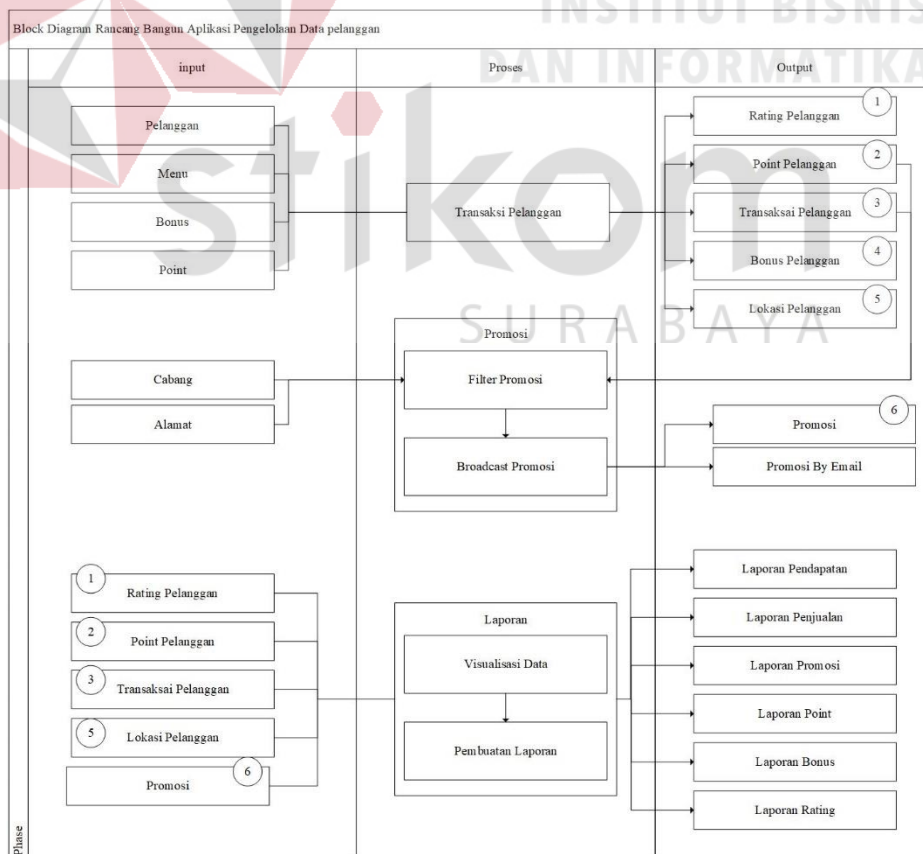 INSTITUT BISNIS
DAN INFORMATIKA
stikom
SURABAYA
Block Diagram Rancang Bangun Aplikasi Pengelolaan Data pelanggan
input
Proses
Output
Pelanggan
Menu
Bonus
Point
Transaksi Pelanggan
Rating Pelanggan
1
Point Pelanggan
2
Transaksai Pelanggan
3
Bonus Pelanggan
4
Lokasi Pelanggan
5
Cabang
Alamat
Promosi
Filter Promosi
Broadcast Promosi
Promosi
6
Promosi By Email
1
Rating Pelanggan
2
Point Pelanggan
3
Transaksai Pelanggan
5
Lokasi Pelanggan
Promosi
6
Laporan
Visualisasi Data
Pembuatan Laporan
Laporan Pendapatan
Laporan Penjualan
Laporan Promosi
Laporan Point
Laporan Bonus
Laporan Rating
Phase